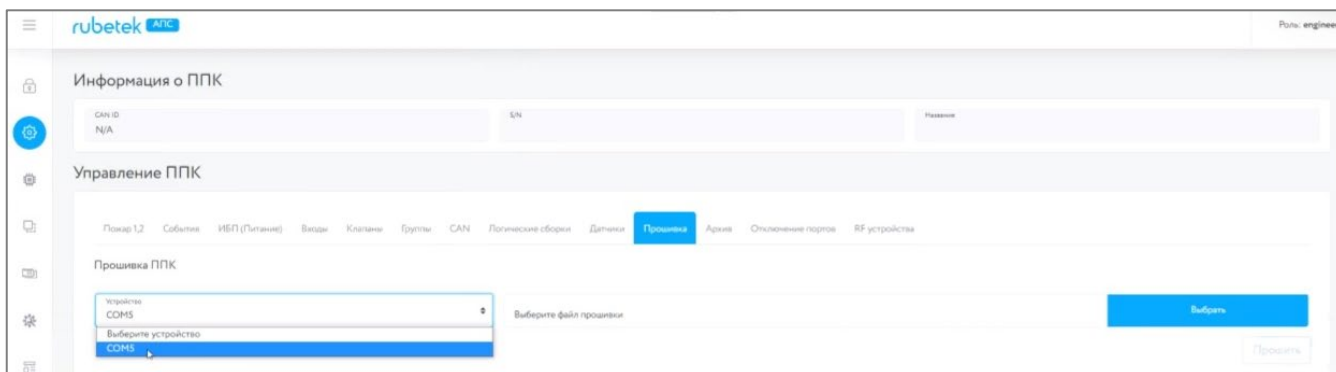 rubetek АПС
Роль: engineer
Информация о ППК
CAN ID
N/A
S/N
Название
Управление ППК
Пожар 1,2 События ИБП (Питание) Входы Клапаны Группы CAN Логические сборки Датчики Прошивка Архив Отключение портов RF устройства
Прошивка ППК
Устройство
COM5
Выберите файл прошивки
Выбрать
Выберите устройство
COM5
Прошить